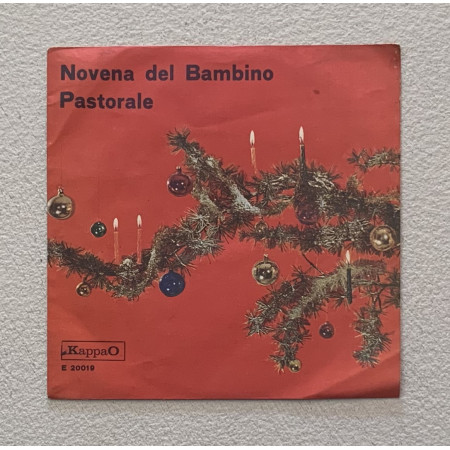 Novena del Bambino
Pastorale
KappaO
E 20019